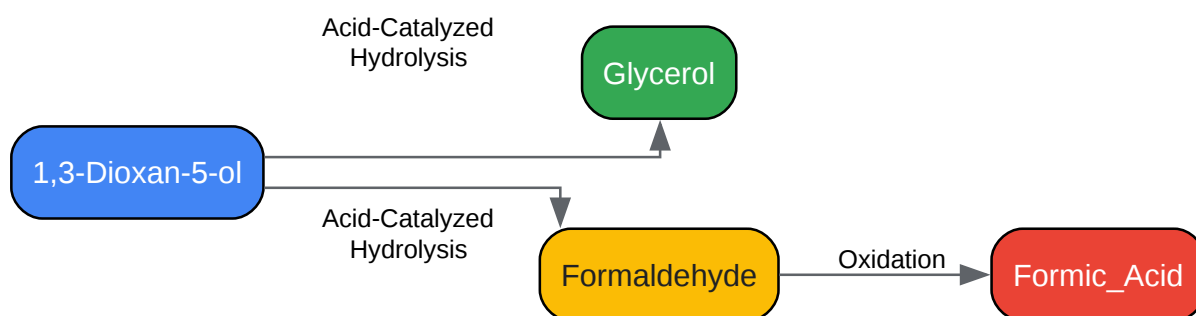 Acid-Catalyzed
Hydrolysis
Glycerol
1,3-Dioxan-5-ol
Acid-Catalyzed
Hydrolysis
Formaldehyde
Oxidation
Formic_Acid